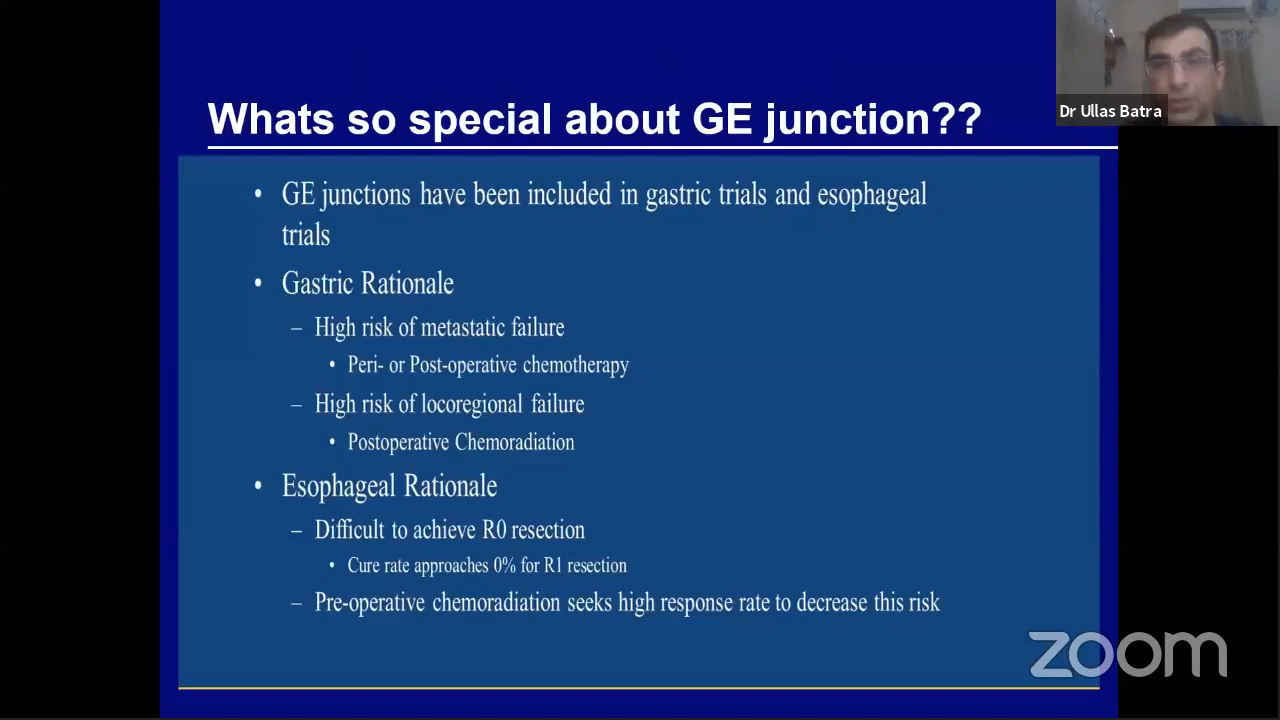 Whats so special about GE junction??
Dr Ullas Batra
• GE junctions have been included in gastric trials and esophageal
trials
• Gastric Rationale
– High risk of metastatic failure
• Peri- or Post-operative chemotherapy
– High risk of locoregional failure
• Postoperative Chemoradiation
• Esophageal Rationale
– Difficult to achieve R0 resection
• Cure rate approaches 0% for R1 resection
– Pre-operative chemoradiation seeks high response rate to decrease this risk
zoom